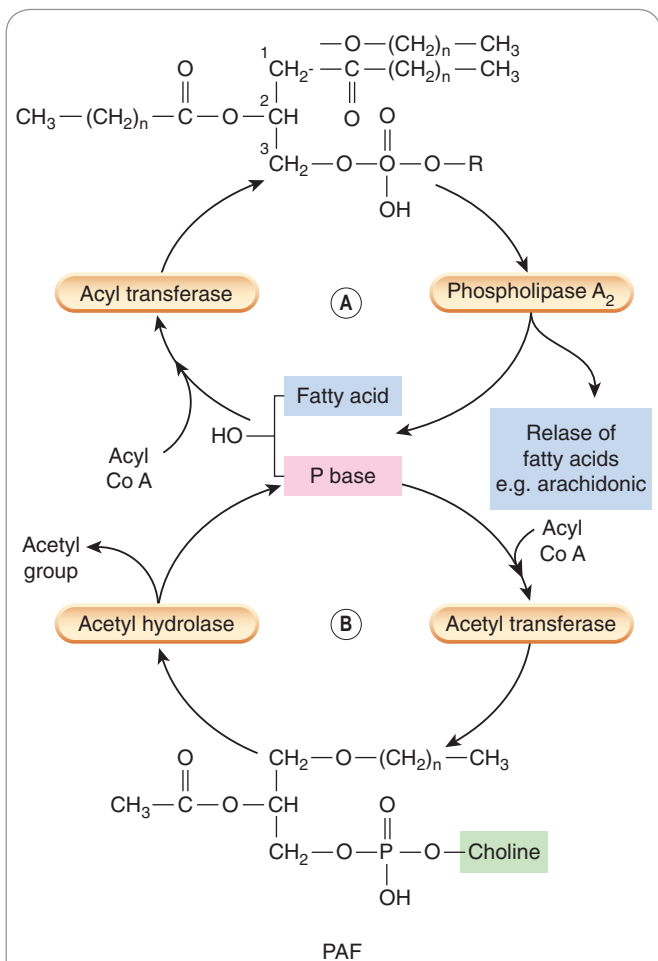 —O—(CH₂)ₙ—CH₃
1
CH₂- —C—(CH₂)ₙ—CH₃
O
O
O
2
CH₃—(CH₂)ₙ—C—O—CH
3
CH₂—O—O—O—R
OH
Acyl transferase
A
Phospholipase A₂
Fatty acid
HO
P base
Acyl
Co A
Relase of
fatty acids
e.g. arachidonic
Acyl
Co A
Acetyl
group
Acetyl hydrolase
B
Acetyl transferase
CH₂—O—(CH₂)ₙ—CH₃
O
CH₃—C—O—CH
O
CH₂—O—P—O—Choline
OH
PAF